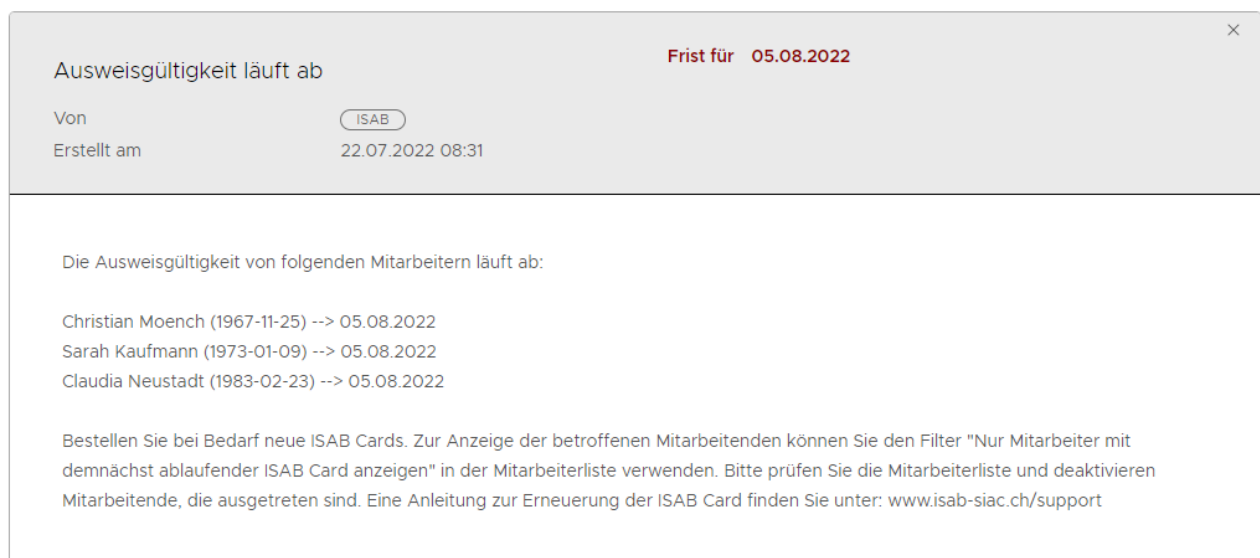 Ausweisgültigkeit läuft ab
Frist für 05.08.2022
Von ISAB
Erstellt am 22.07.2022 08:31
Die Ausweisgültigkeit von folgenden Mitarbeitern läuft ab:
Christian Moench (1967-11-25) --> 05.08.2022
Sarah Kaufmann (1973-01-09) --> 05.08.2022
Claudia Neustadt (1983-02-23) --> 05.08.2022
Bestellen Sie bei Bedarf neue ISAB Cards. Zur Anzeige der betroffenen Mitarbeitenden können Sie den Filter "Nur Mitarbeiter mit
demnächst ablaufender ISAB Card anzeigen" in der Mitarbeiterliste verwenden. Bitte prüfen Sie die Mitarbeiterliste und deaktivieren
Mitarbeitende, die ausgetreten sind. Eine Anleitung zur Erneuerung der ISAB Card finden Sie unter: www.isab-siac.ch/support